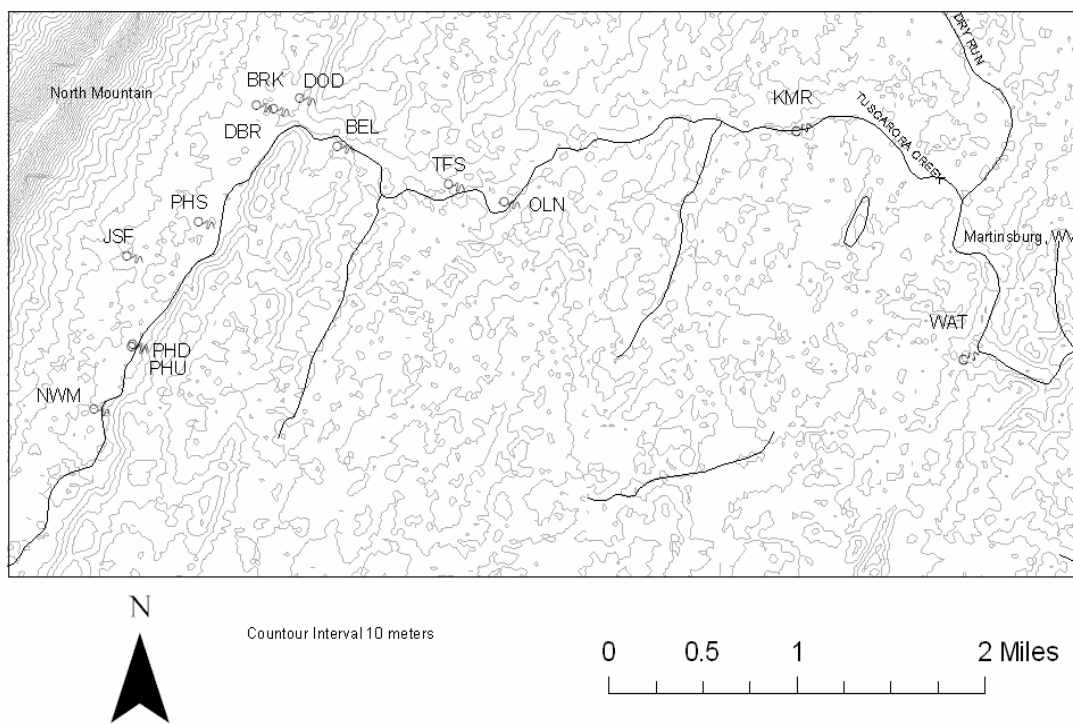 DRY RUN
North Mountain
BRK
DOD
KMR
TUSCARORA CREEK
DBR
BEL
TFS
OLN
PHS
JSF
Martinsburg, WV
WAT
PHD
PHU
NWM
N
Countour Interval 10 meters
0 0.5 1 2 Miles